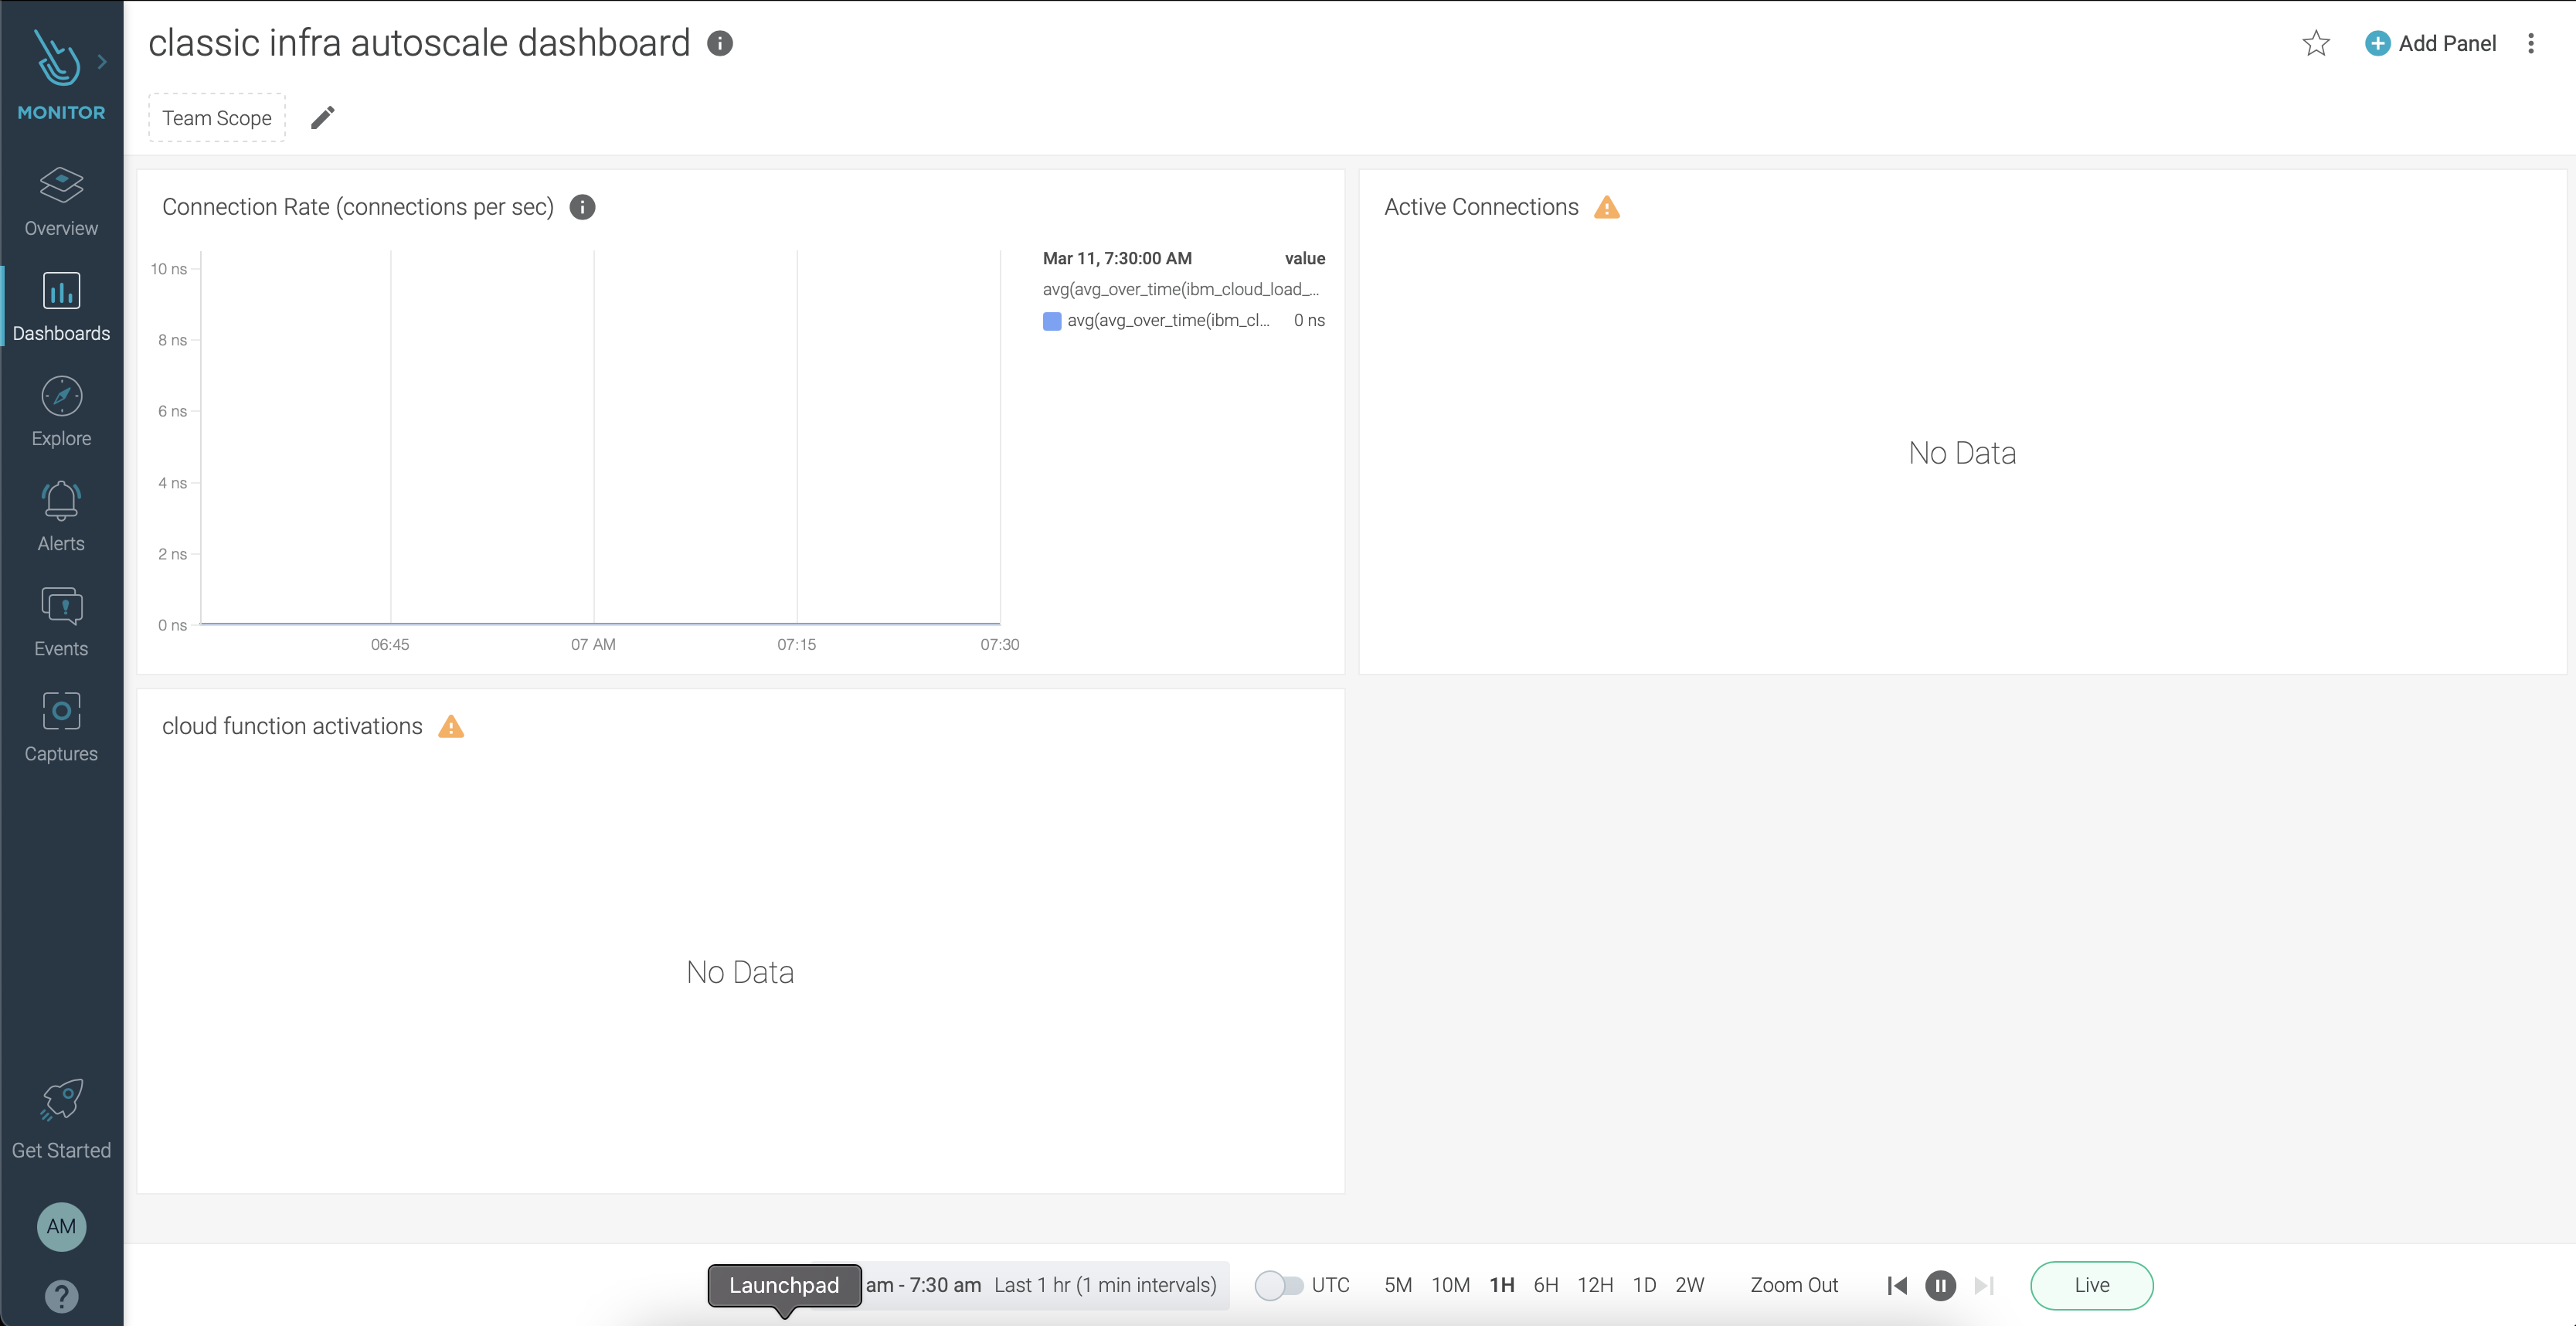 classic infra autoscale dashboard
Add Panel
MONITOR
Team Scope
Overview
Dashboards
Explore
Alerts
Events
Captures
Get Started
AM
Connection Rate (connections per sec)
10 ns
8 ns
6 ns
4 ns
2 ns
0 ns
06:45
07 AM
07:15
07:30
Mar 11, 7:30:00 AM value
avg(avg_over_time(ibm_cloud_load_...
avg(avg_over_time(ibm_cl... 0 ns
Active Connections
No Data
cloud function activations
No Data
Launchpad
am - 7:30 am Last 1 hr (1 min intervals)
UTC
5M 10M 1H 6H 12H 1D 2W
Zoom Out
Live